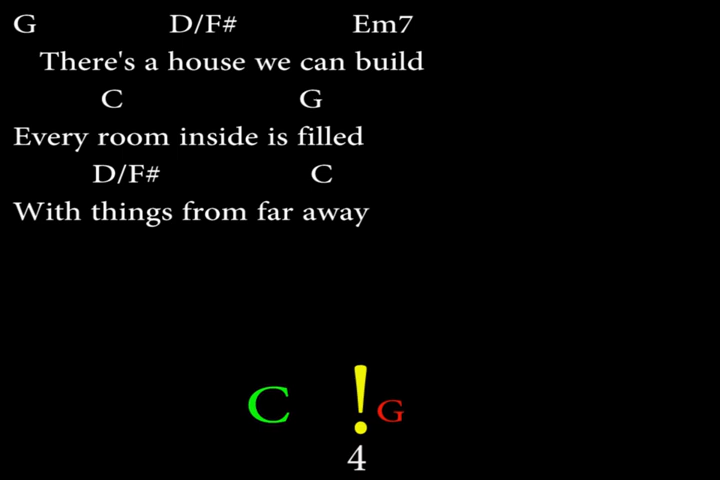 G D/F# Em7
There's a house we can build
C G
Every room inside is filled
D/F# C
With things from far away
C ! G
4